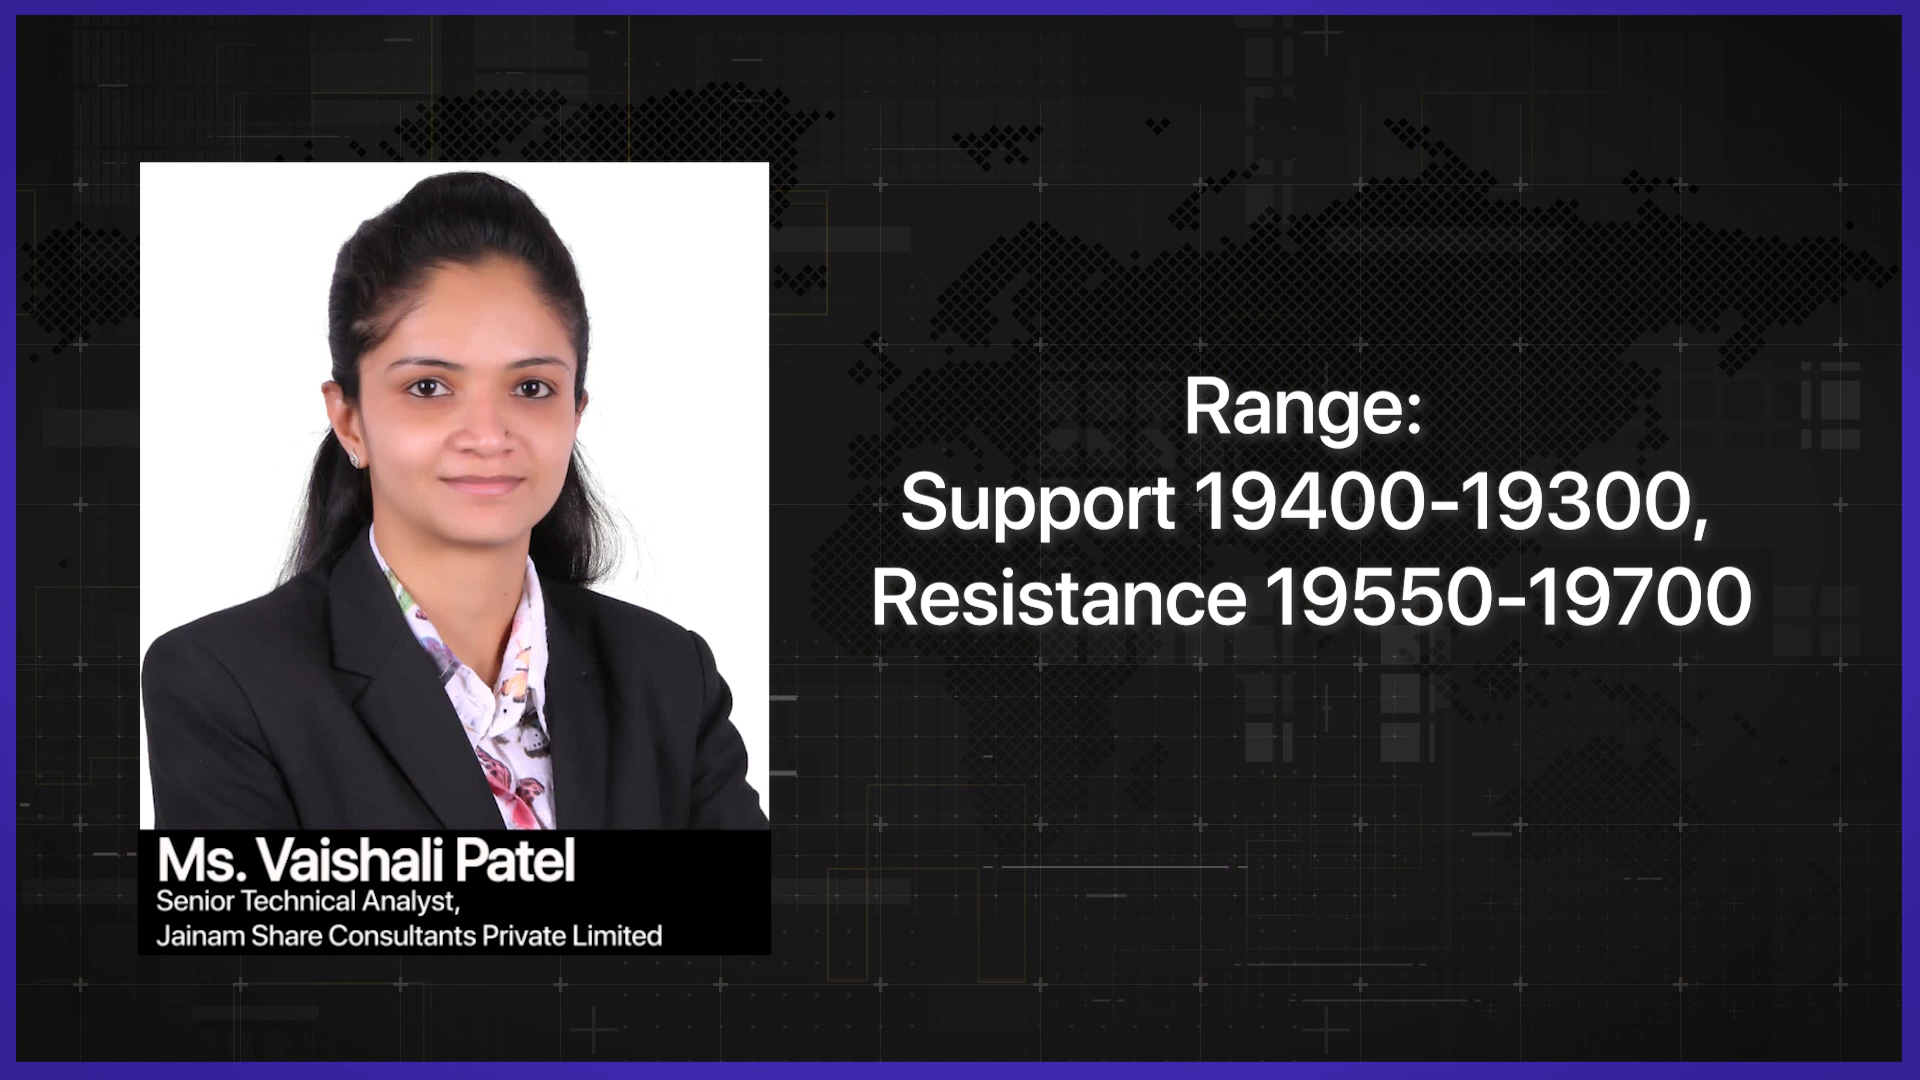 Range:
Support 19400-19300,
Resistance 19550-19700
Ms. Vaishali Patel
Senior Technical Analyst,
Jainam Share Consultants Private Limited